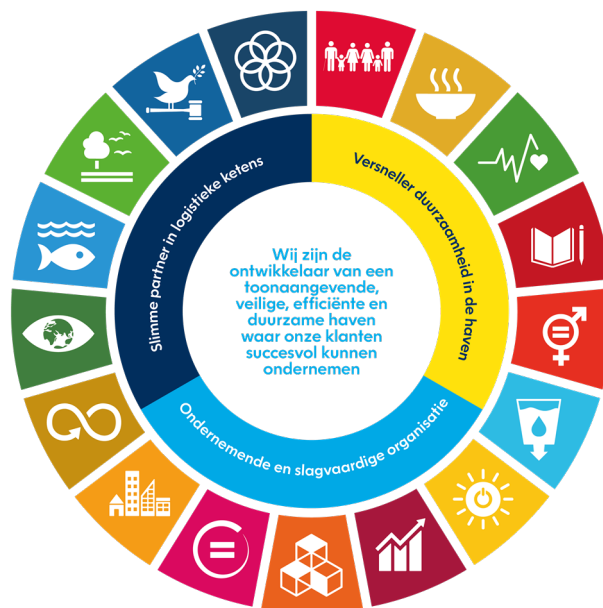 Slimme partner in logistieke ketens
Versneller duurzaamheid in de haven
Wij zijn de
ontwikkelaar van een
toonaangevende,
veilige, efficiënte en
duurzame haven
waar onze klanten
succesvol kunnen
ondernemen
Ondernemende en slagvaardige organisatie